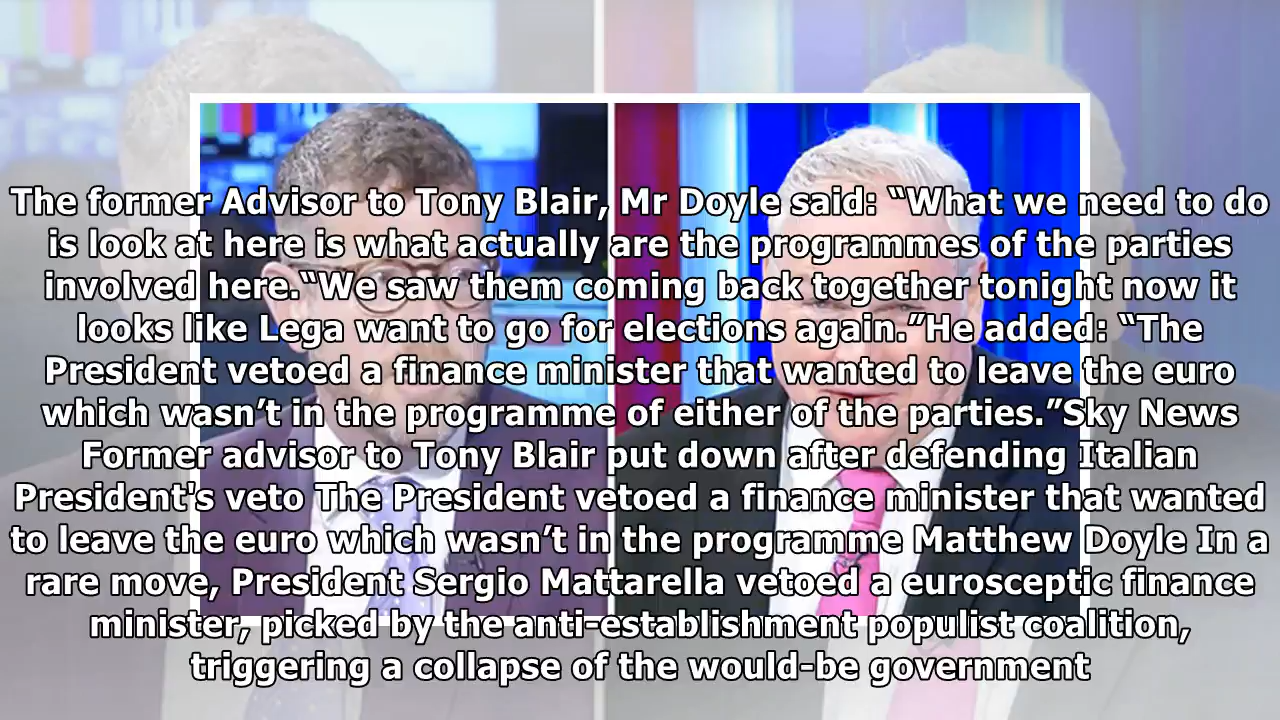 The former Advisor to Tony Blair, Mr Doyle said: “What we need to do
is look at here is what actually are the programmes of the parties
involved here.“We saw them coming back together tonight now it
looks like Lega want to go for elections again.”He added: “The
President vetoed a finance minister that wanted to leave the euro
which wasn’t in the programme of either of the parties.”Sky News
Former advisor to Tony Blair put down after defending Italian
President's veto The President vetoed a finance minister that wanted
to leave the euro which wasn’t in the programme Matthew Doyle In a
rare move, President Sergio Mattarella vetoed a eurosceptic finance
minister, picked by the anti-establishment populist coalition,
triggering a collapse of the would-be government